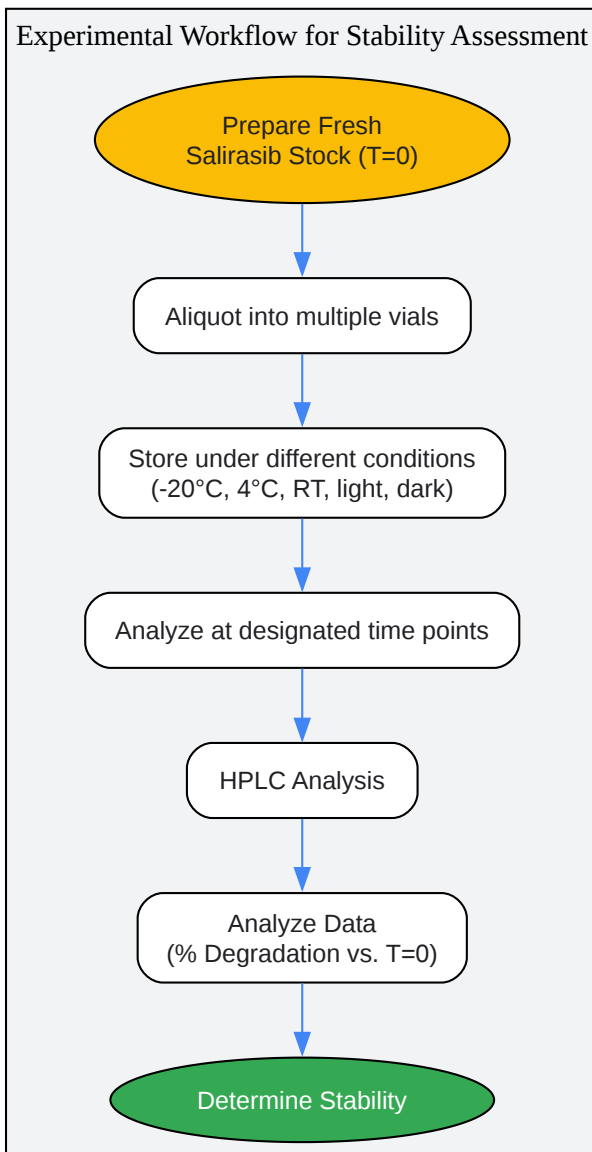 Experimental Workflow for Stability Assessment
Prepare Fresh
Salirasib Stock (T=0)
Aliquot into multiple vials
Store under different conditions
(-20°C, 4°C, RT, light, dark)
Analyze at designated time points
HPLC Analysis
Analyze Data
(% Degradation vs. T=0)
Determine Stability